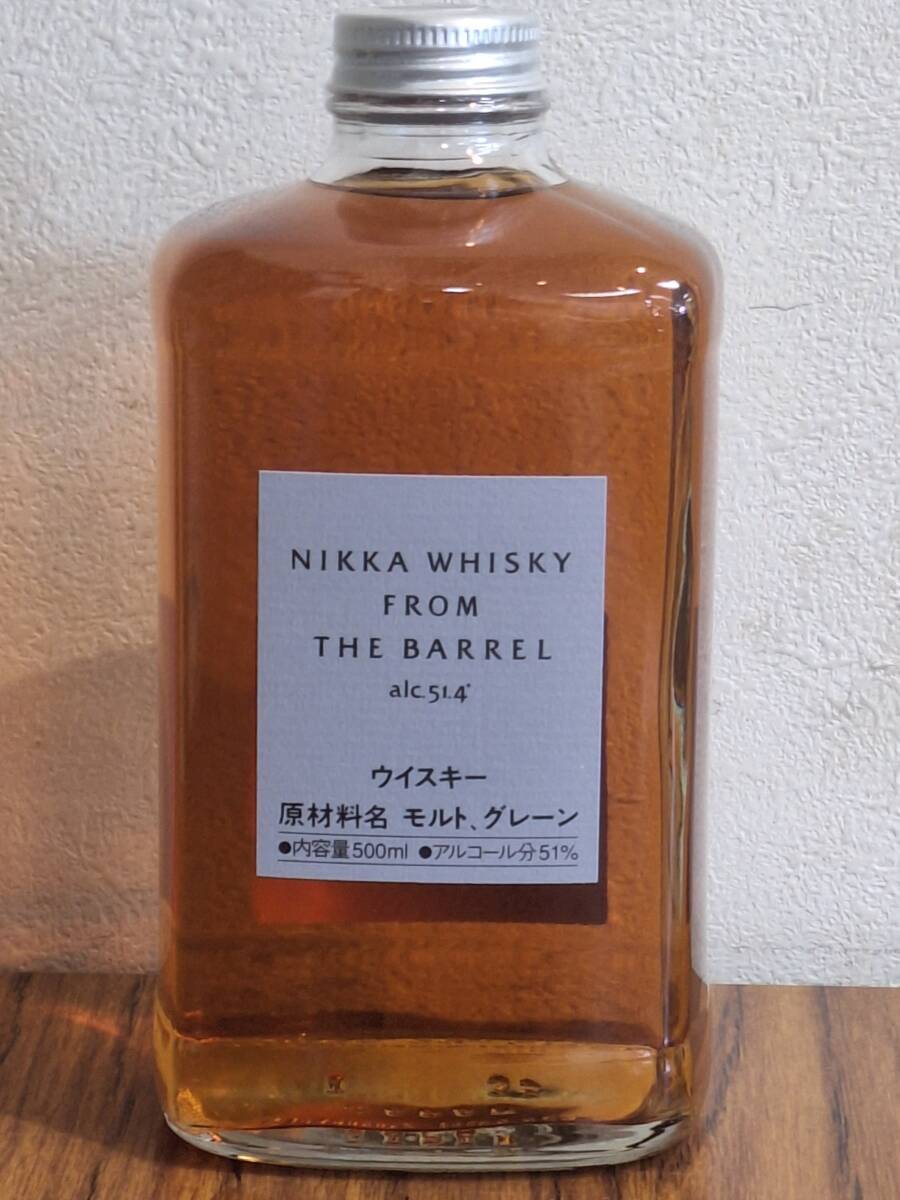 NIKKA WHISKY
FROM
THE BARREL
alc.51.4°
ウイスキー
原材料名 モルト、グレーン
●内容量500ml ●アルコール分51%